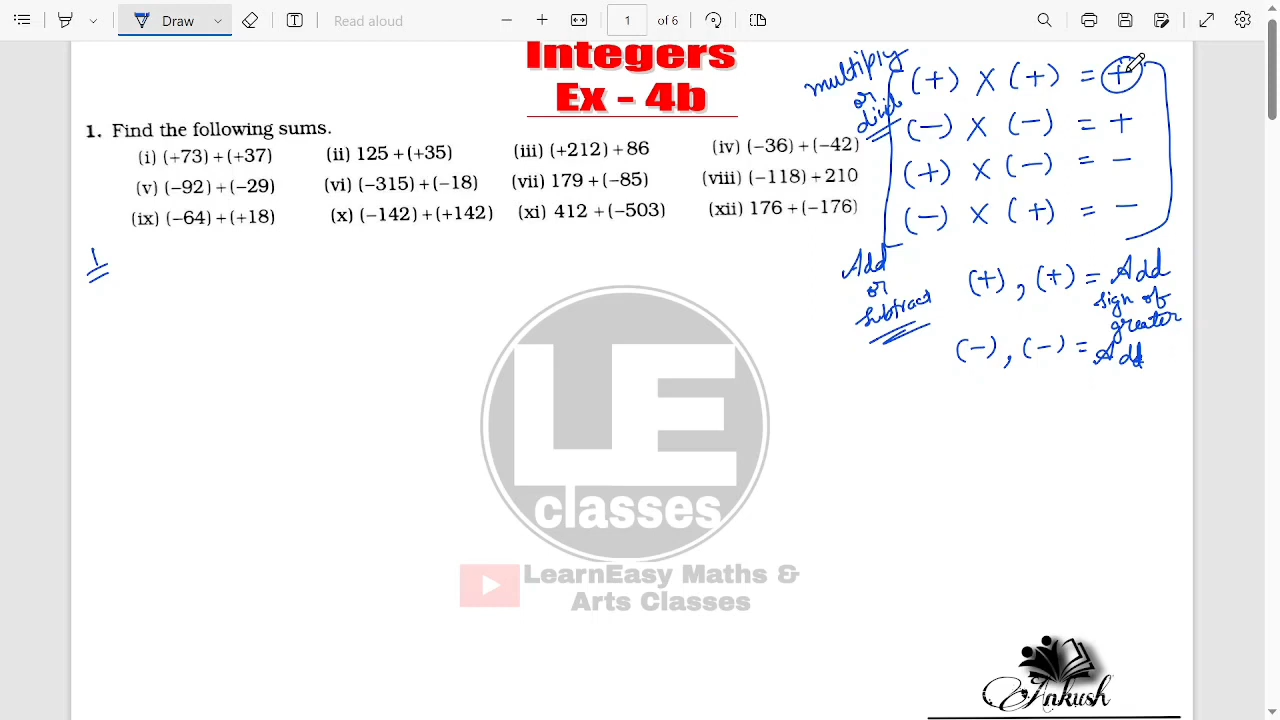 Draw
Read aloud
1
of 6
Integers
Ex - 4b
1. Find the following sums.
(i) (+73) + (+37) (ii) 125 + (+35) (iii) (+212) + 86 (iv) (−36) + (−42)
(v) (−92) + (−29) (vi) (−315) + (−18) (vii) 179 + (−85) (viii) (−118) + 210
(ix) (−64) + (+18) (x) (−142) + (+142) (xi) 412 + (−503) (xii) 176 + (−176)
1
multiply
or
divide
(+) × (+) = +
(−) × (−) = +
(+) × (−) = −
(−) × (+) = −
Add
or
subtract
(+) , (+) = Add
sign of
greater
(−) , (−) = Add
LE
classes
LearnEasy Maths &
Arts Classes
Ankush